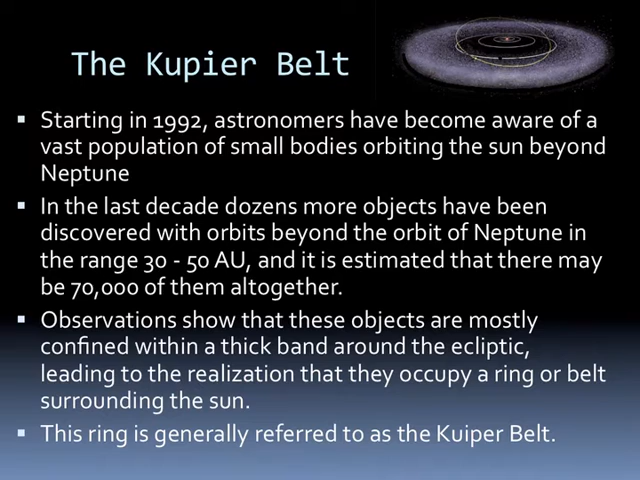 The Kupier Belt
▪ Starting in 1992, astronomers have become aware of a
vast population of small bodies orbiting the sun beyond
Neptune
▪ In the last decade dozens more objects have been
discovered with orbits beyond the orbit of Neptune in
the range 30 - 50 AU, and it is estimated that there may
be 70,000 of them altogether.
▪ Observations show that these objects are mostly
confined within a thick band around the ecliptic,
leading to the realization that they occupy a ring or belt
surrounding the sun.
▪ This ring is generally referred to as the Kuiper Belt.